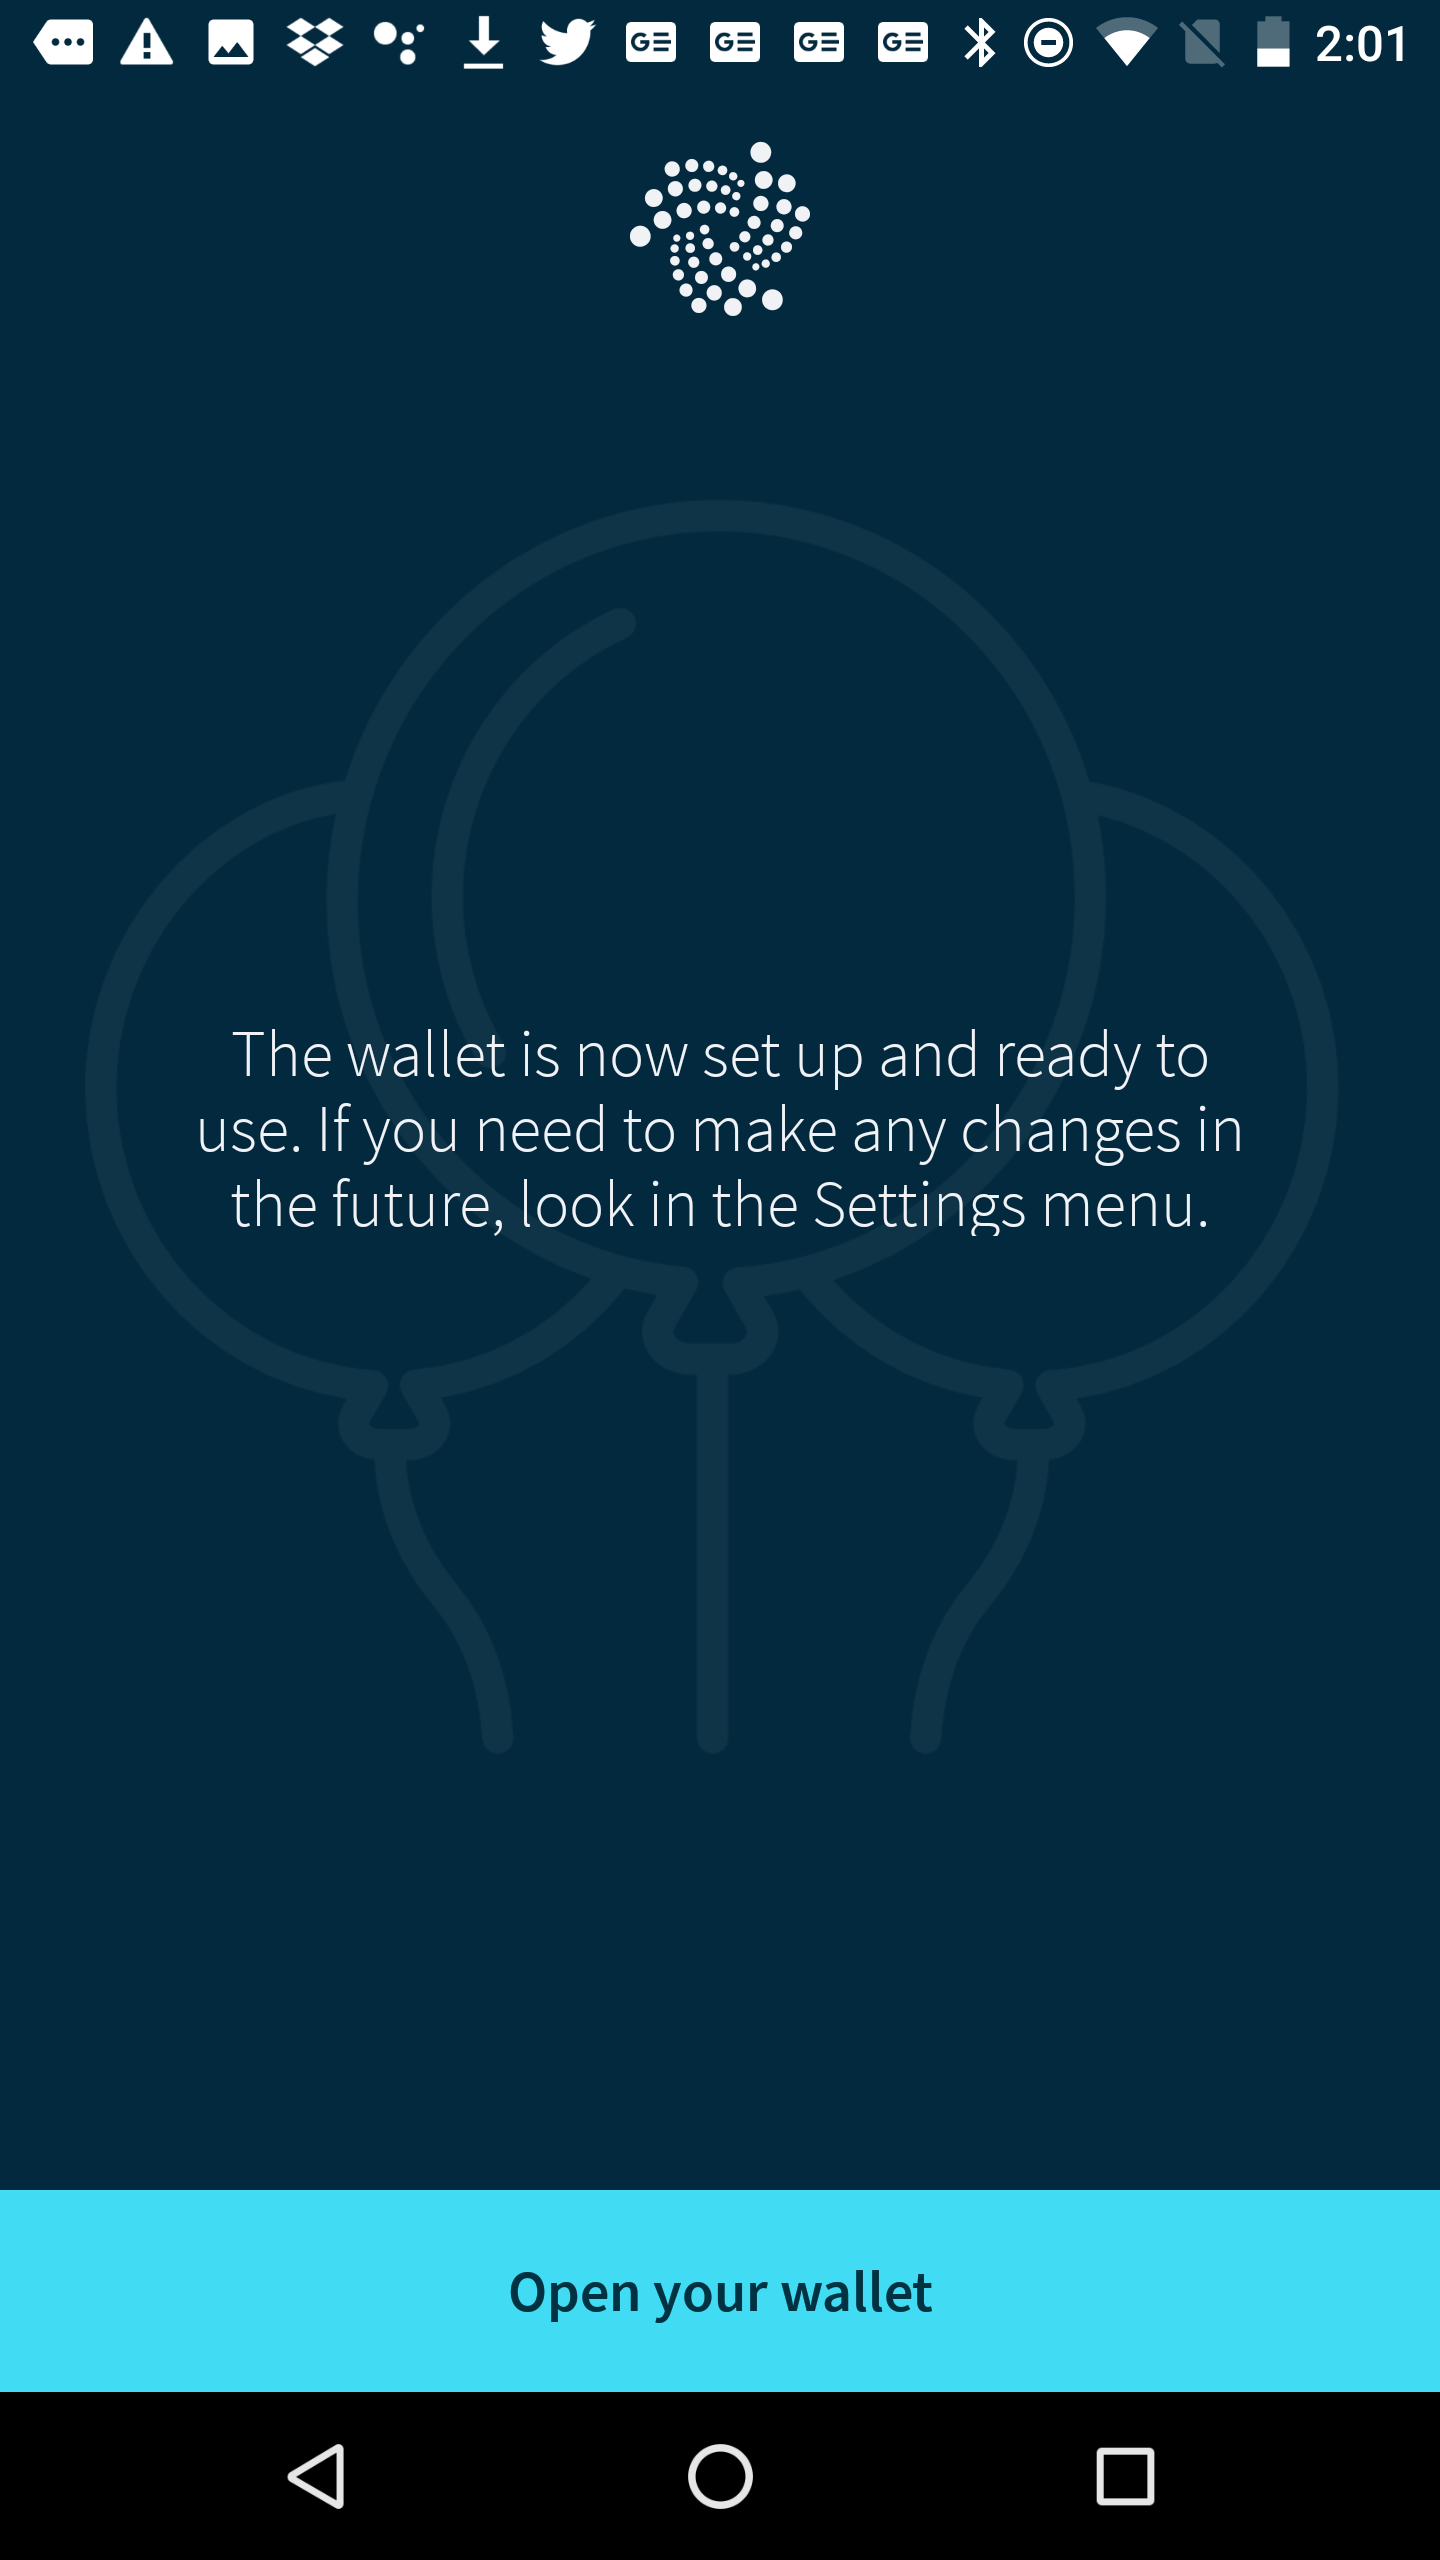 2:01
The wallet is now set up and ready to
use. If you need to make any changes in
the future, look in the Settings menu.
Open your wallet